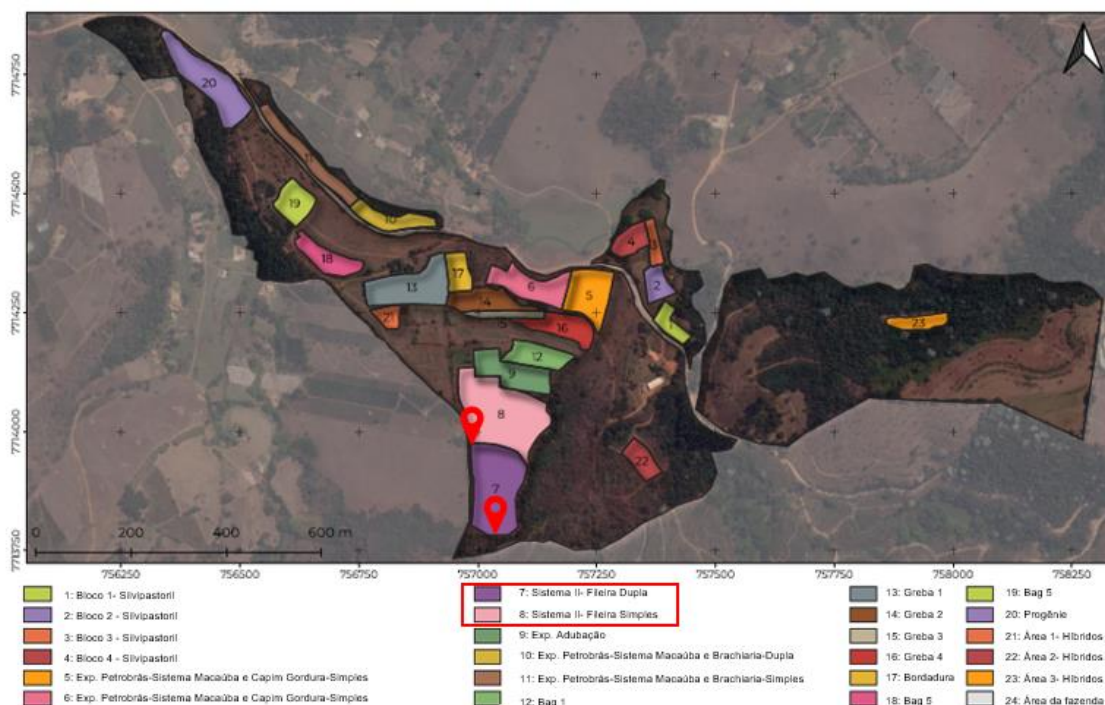 7714750
7714500
7714250
7714000
7713750
20
11
10
19
18
4
3
2
1
13
17
6
5
14
15
16
21
12
9
8
7
22
23
0 200 400 600 m
756250 756500 756750 757000 757250 757500 757750 758000 758250
1: Bloco 1- Silvipastoril
2: Bloco 2 - Silvipastoril
3: Bloco 3 - Silvipastoril
4: Bloco 4 - Silvipastoril
5: Exp. Petrobrás-Sistema Macaúba e Capim Gordura-Simples
6: Exp. Petrobrás-Sistema Macaúba e Capim Gordura-Simples
7: Sistema II- Fileira Dupla
8: Sistema II- Fileira Simples
9: Exp. Adubação
10: Exp. Petrobrás-Sistema Macaúba e Brachiaria-Dupla
11: Exp. Petrobrás-Sistema Macaúba e Brachiaria-Simples
12: Bag 1
13: Greba 1
14: Greba 2
15: Greba 3
16: Greba 4
17: Bordadura
18: Bag 5
19: Bag 5
20: Progênie
21: Área 1- Híbridos
22: Área 2- Híbridos
23: Área 3- Híbridos
24: Área da fazenda